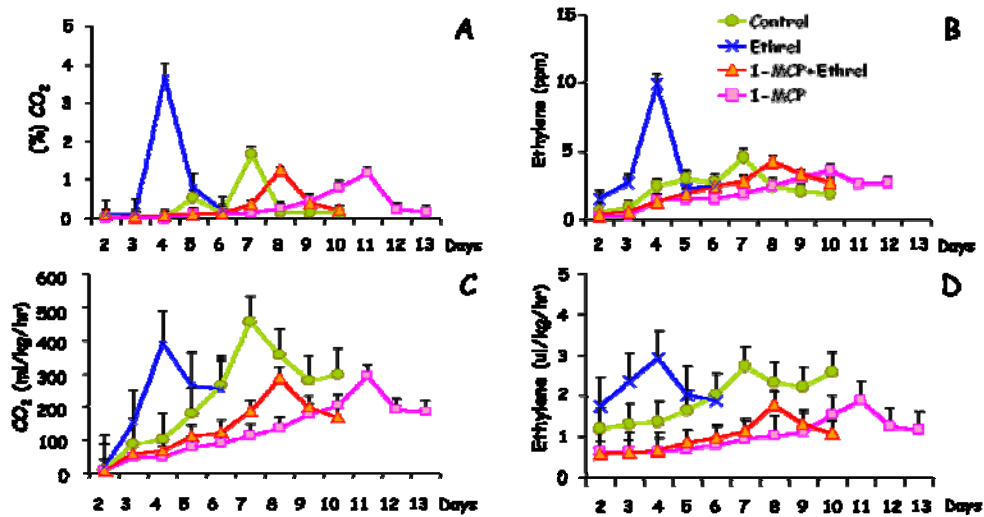 A
(%) CO₂
5
4
3
2
1
0
2 3 4 5 6 7 8 9 10 11 12 13 Days
B
Ethylene (ppm)
15
10
5
0
2 3 4 5 6 7 8 9 10 11 12 13 Days
Control
Ethrel
1-MCP+Ethrel
1-MCP
C
CO₂ (ml/kg/hr)
600
500
400
300
200
100
0
2 3 4 5 6 7 8 9 10 11 12 13 Days
D
Ethylene (ul/kg/hr)
5
4
3
2
1
0
2 3 4 5 6 7 8 9 10 11 12 13 Days